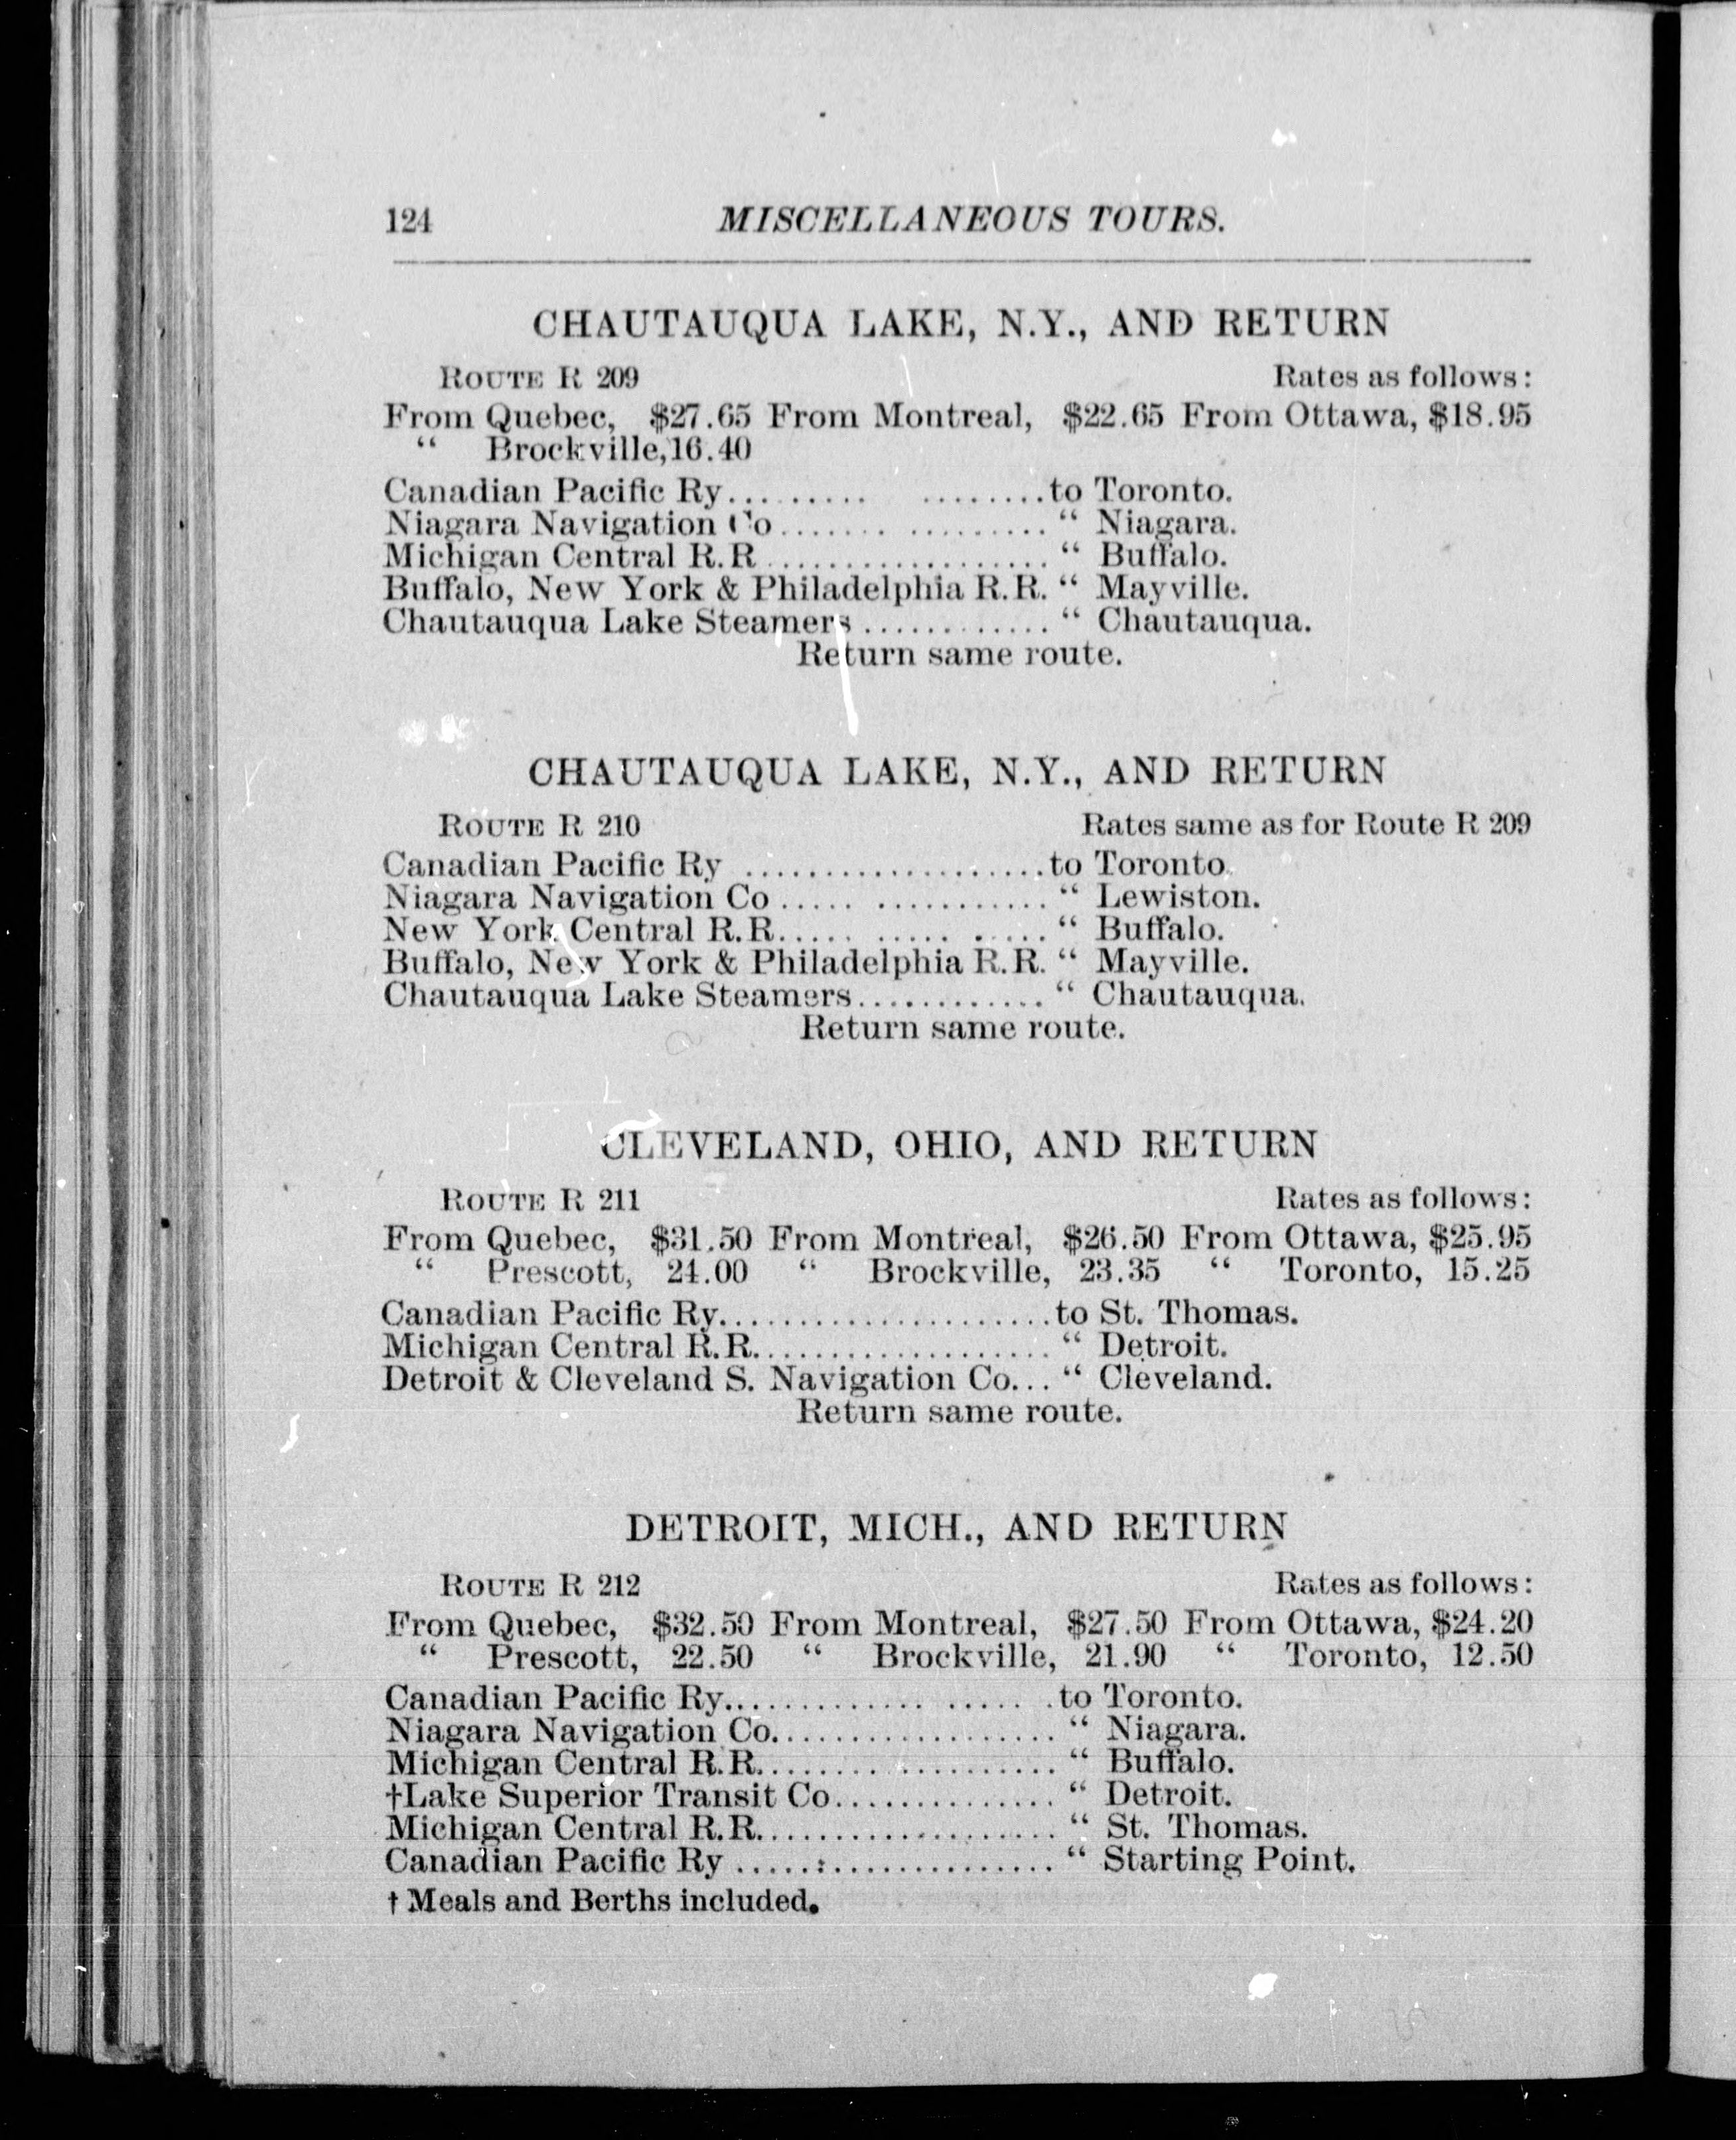 124 MISCELLANEOUS TOURS.
CHAUTAUQUA LAKE, N.Y., AND RETURN
ROUTE R 209 Rates as follows:
From Quebec, $27.65 From Montreal, $22.65 From Ottawa, $18.95
“ Brockville, 16.40
Canadian Pacific Ry.......... ........to Toronto.
Niagara Navigation Co................“ Niagara.
Michigan Central R.R..................“ Buffalo.
Buffalo, New York & Philadelphia R.R. “ Mayville.
Chautauqua Lake Steamers ............“ Chautauqua.
Return same route.
CHAUTAUQUA LAKE, N.Y., AND RETURN
ROUTE R 210 Rates same as for Route R 209
Canadian Pacific Ry ...................to Toronto.
Niagara Navigation Co ..... ...........“ Lewiston.
New York Central R.R..... ..... .....“ Buffalo.
Buffalo, New York & Philadelphia R.R. “ Mayville.
Chautauqua Lake Steamers............“ Chautauqua.
Return same route.
CLEVELAND, OHIO, AND RETURN
ROUTE R 211 Rates as follows:
From Quebec, $31.50 From Montreal, $26.50 From Ottawa, $25.95
“ Prescott, 24.00 “ Brockville, 23.35 “ Toronto, 15.25
Canadian Pacific Ry.....................to St. Thomas.
Michigan Central R.R...................“ Detroit.
Detroit & Cleveland S. Navigation Co... “ Cleveland.
Return same route.
DETROIT, MICH., AND RETURN
ROUTE R 212 Rates as follows:
From Quebec, $32.50 From Montreal, $27.50 From Ottawa, $24.20
“ Prescott, 22.50 “ Brockville, 21.90 “ Toronto, 12.50
Canadian Pacific Ry.............. .......to Toronto.
Niagara Navigation Co..................“ Niagara.
Michigan Central R.R...................“ Buffalo.
†Lake Superior Transit Co..............“ Detroit.
Michigan Central R.R...................“ St. Thomas.
Canadian Pacific Ry ....................“ Starting Point.
† Meals and Berths included.